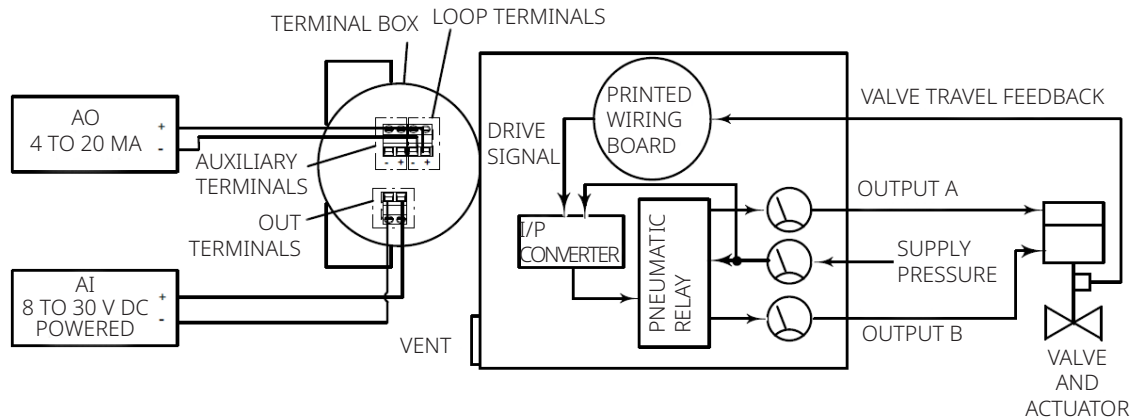 TERMINAL BOX
LOOP TERMINALS
AO
4 TO 20 MA
+
-
AUXILIARY
TERMINALS
- + - +
OUT
TERMINALS
AI
8 TO 30 V DC
POWERED
+
-
VENT
DRIVE
SIGNAL
PRINTED
WIRING
BOARD
VALVE TRAVEL FEEDBACK
I/P
CONVERTER
PNEUMATIC
RELAY
OUTPUT A
SUPPLY
PRESSURE
OUTPUT B
VALVE
AND
ACTUATOR